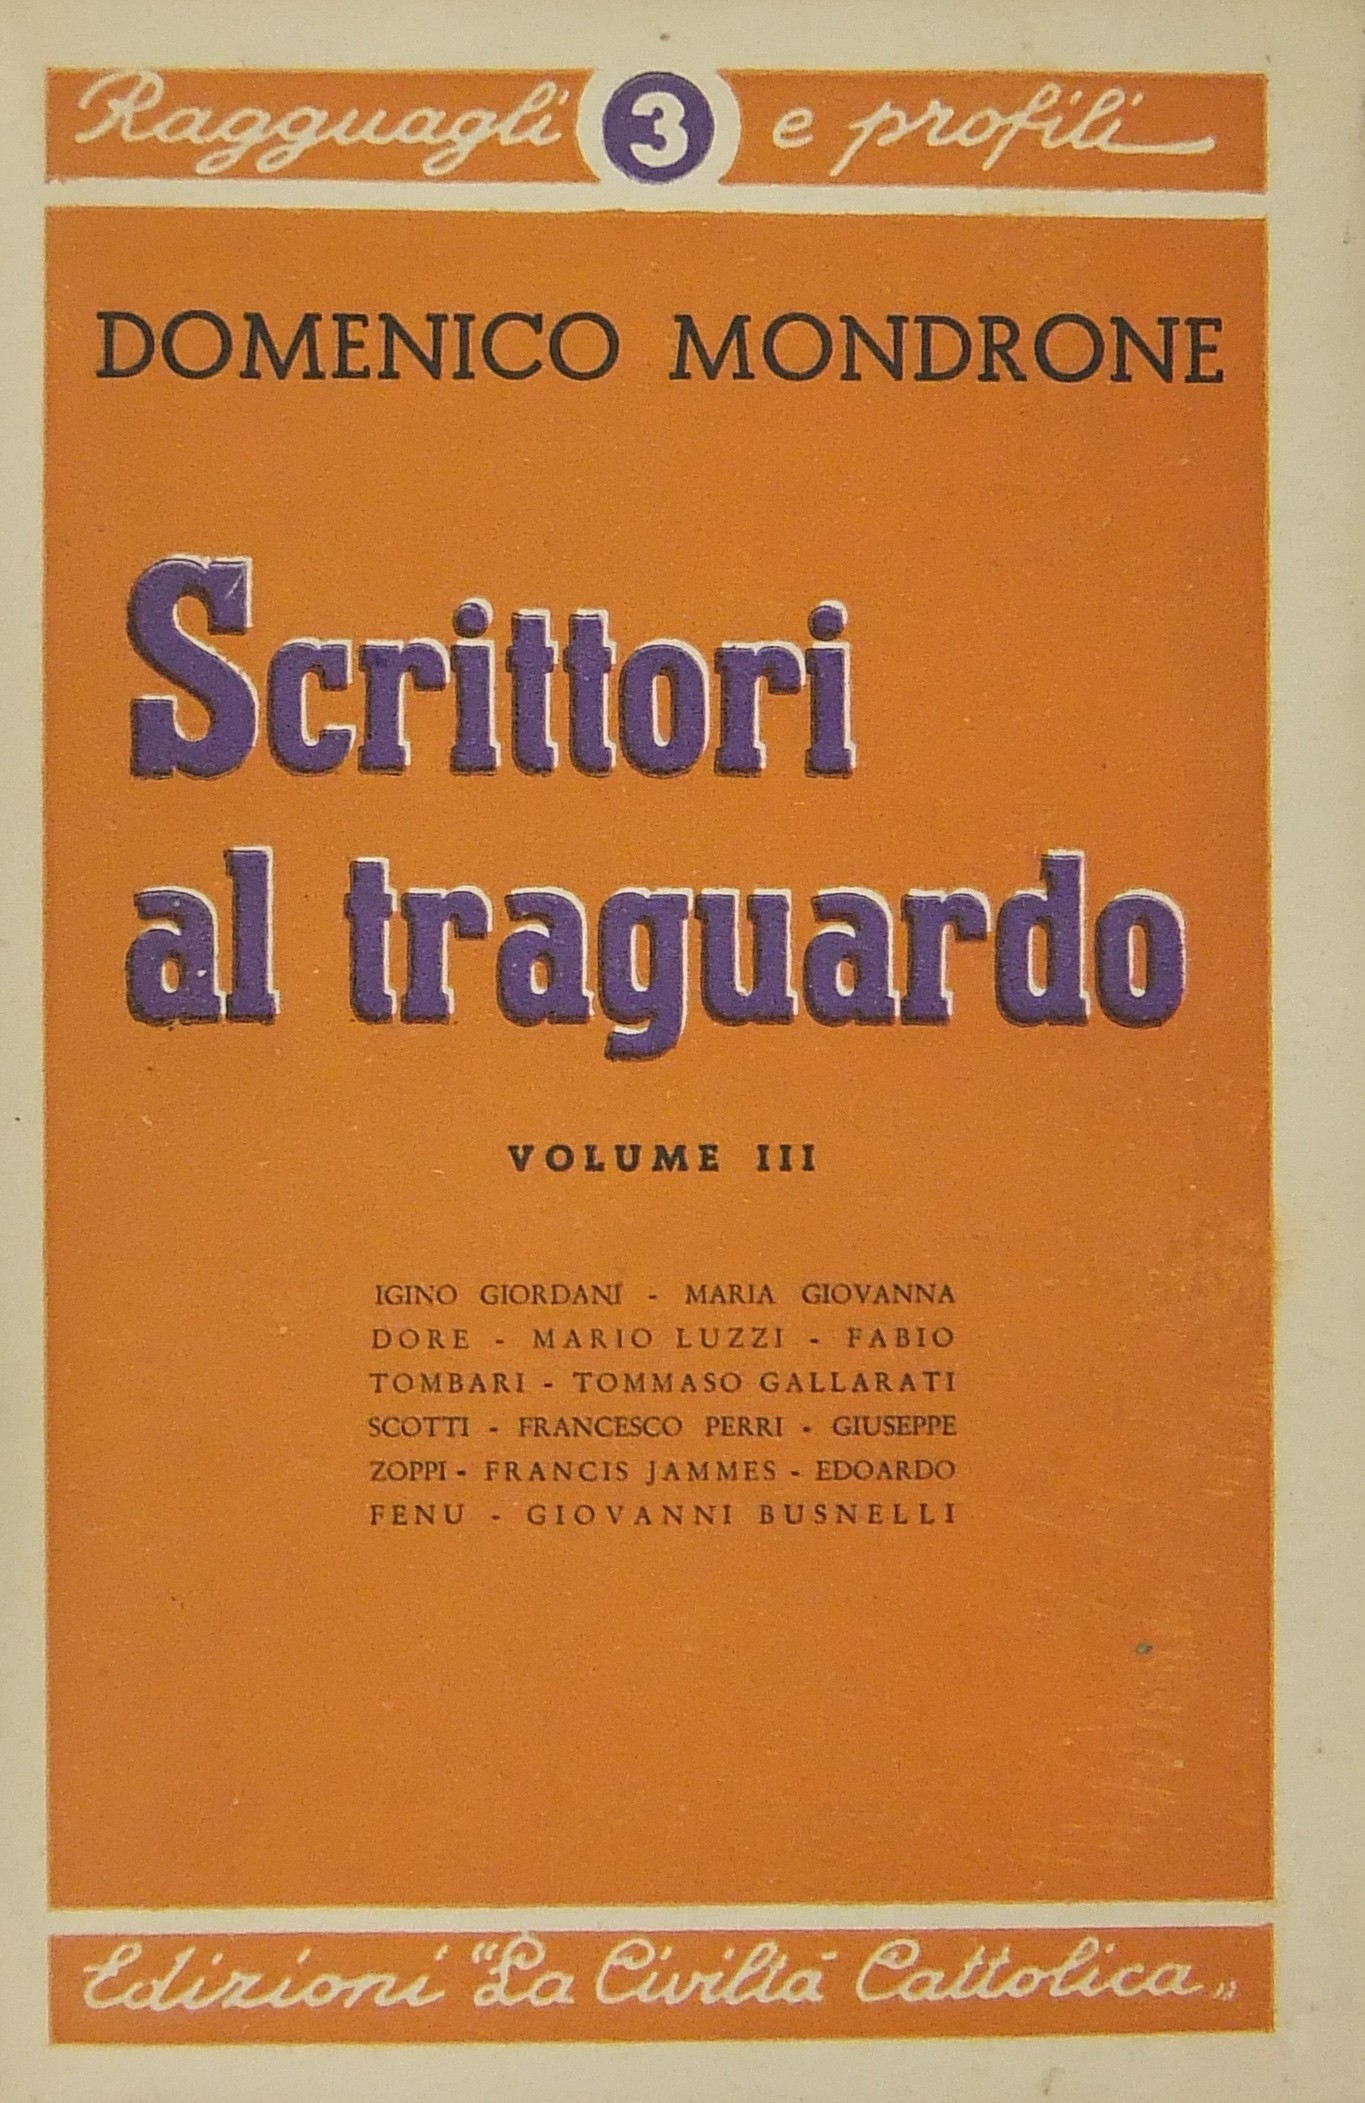 Ragguagli 3 e profili
DOMENICO MONDRONE
Scrittori
al traguardo
VOLUME III
IGINO GIORDANI - MARIA GIOVANNA
DORE - MARIO LUZZI - FABIO
TOMBARI - TOMMASO GALLARATI
SCOTTI - FRANCESCO PERRI - GIUSEPPE
ZOPPI - FRANCIS JAMMES - EDOARDO
FENU - GIOVANNI BUSNELLI
Edizioni "La Civiltà Cattolica„